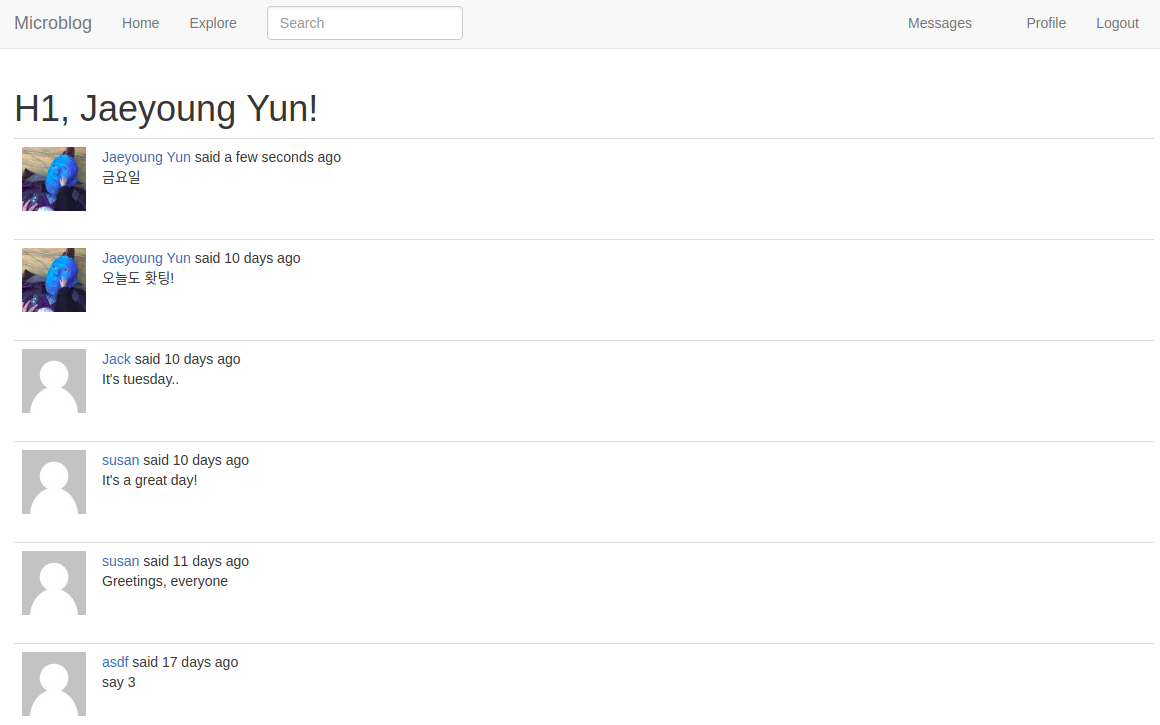 Microblog Home Explore Search Messages Profile Logout
H1, Jaeyoung Yun!
Jaeyoung Yun said a few seconds ago
금요일
Jaeyoung Yun said 10 days ago
오늘도 홧팅!
Jack said 10 days ago
It's tuesday..
susan said 10 days ago
It's a great day!
susan said 11 days ago
Greetings, everyone
asdf said 17 days ago
say 3